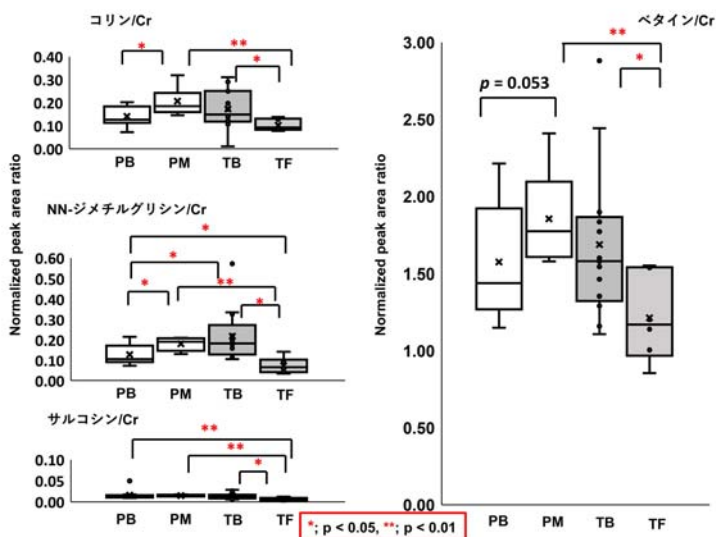 コリン/Cr
*
**
*
0.40
0.30
0.20
0.10
0.00
PB PM TB TF
NN-ジメチルグリシン/Cr
*
*
*
**
*
0.60
0.50
0.40
0.30
0.20
0.10
0.00
PB PM TB TF
サルコシン/Cr
**
**
*
0.10
0.05
0.00
PB PM TB TF
Normalized peak area ratio
ベタイン/Cr
**
*
p = 0.053
3.00
2.50
2.00
1.50
1.00
0.50
0.00
PB PM TB TF
Normalized peak area ratio
*; p < 0.05, **; p < 0.01